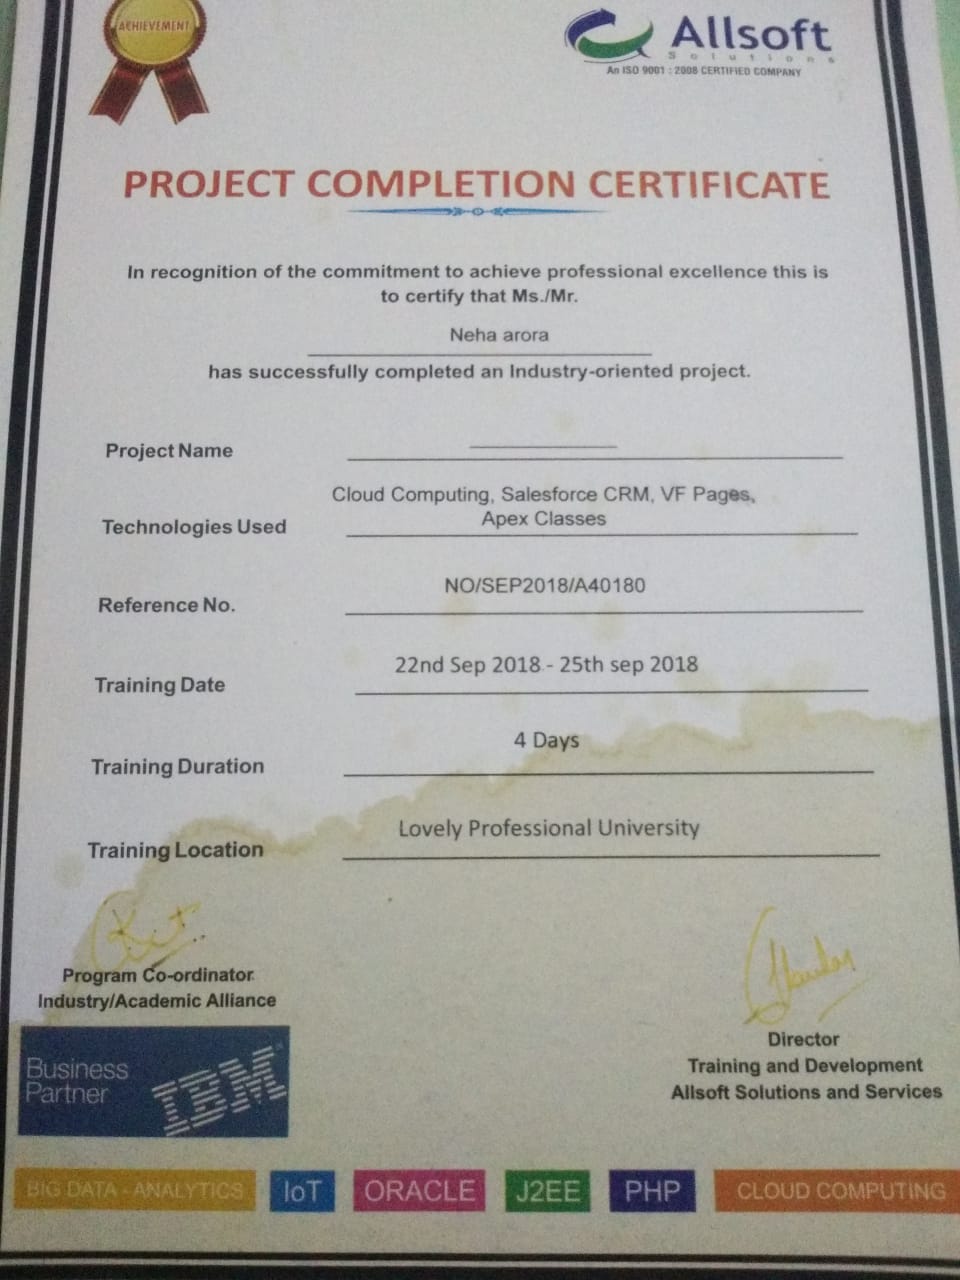 ACHIEVEMENT
Allsoft
Solutions
An ISO 9001 : 2008 CERTIFIED COMPANY
PROJECT COMPLETION CERTIFICATE
In recognition of the commitment to achieve professional excellence this is
to certify that Ms./Mr.
Neha arora
has successfully completed an Industry-oriented project.
Project Name
Technologies Used Cloud Computing, Salesforce CRM, VF Pages,
Apex Classes
Reference No. NO/SEP2018/A40180
Training Date 22nd Sep 2018 - 25th sep 2018
Training Duration 4 Days
Training Location Lovely Professional University
Program Co-ordinator
Industry/Academic Alliance
Director
Training and Development
Allsoft Solutions and Services
Business
Partner
IBM
BIG DATA - ANALYTICS IoT ORACLE J2EE PHP CLOUD COMPUTING